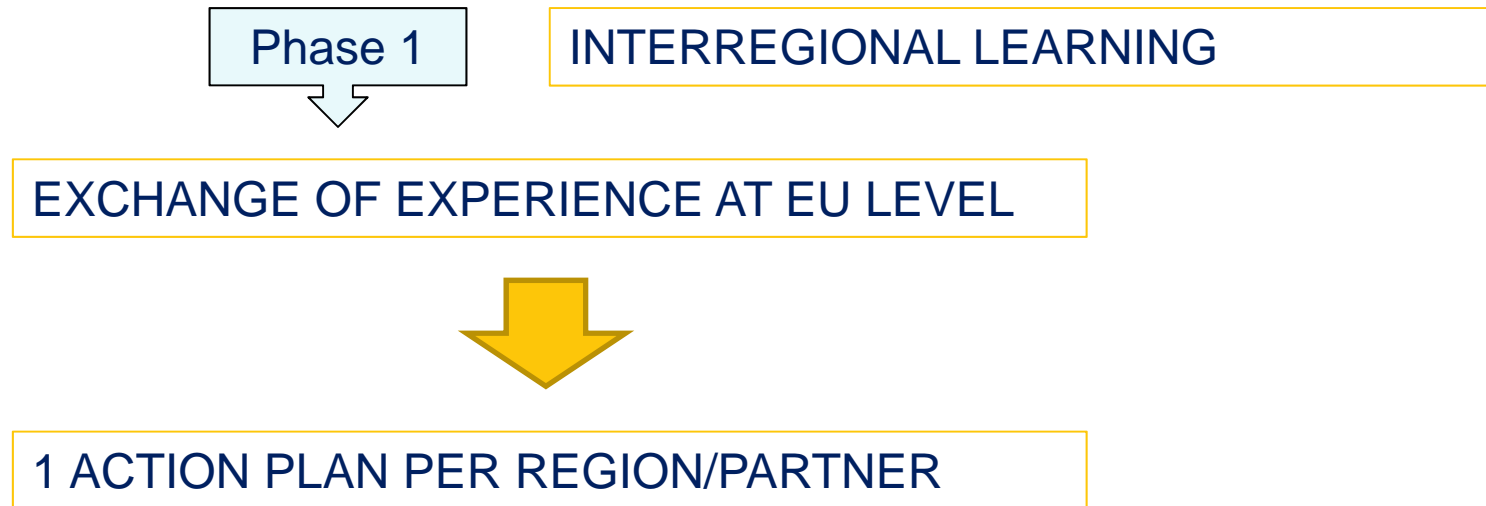 Phase 1
INTERREGIONAL LEARNING
EXCHANGE OF EXPERIENCE AT EU LEVEL
1 ACTION PLAN PER REGION/PARTNER